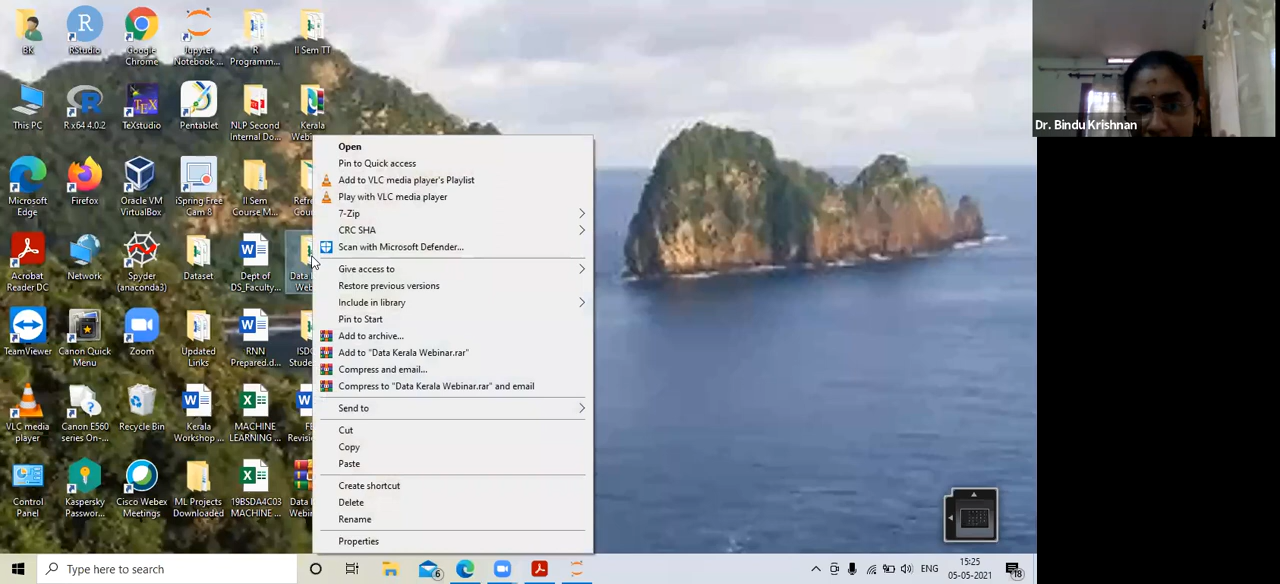 BK
RStudio
Google
Chrome
Jupyter
Notebook ...
R
Programm...
II Sem TT
This PC
R x64 4.0.2
TeXstudio
Pentablet
NLP Second
Internal Do...
Kerala
Microsoft
Edge
Firefox
Oracle VM
VirtualBox
iSpring Free
Cam 8
II Sem
Course M...
Acrobat
Reader DC
Network
Spyder
(anaconda3)
Dataset
Dept of
DS_Faculty...
Data
TeamViewer
Canon Quick
Menu
Zoom
Updated
Links
RNN
Prepared.d...
VLC media
player
Canon E560
series On-...
Recycle Bin
Kerala
Workshop ...
MACHINE
LEARNING ...
Control
Panel
Kaspersky
Passwor...
Cisco Webex
Meetings
ML Projects
Downloaded
19BSDA4C03
MACHINE ...
Open
Pin to Quick access
Add to VLC media player's Playlist
Play with VLC media player
7-Zip
CRC SHA
Scan with Microsoft Defender...
Give access to
Restore previous versions
Include in library
Pin to Start
Add to archive...
Add to "Data Kerala Webinar.rar"
Compress and email...
Compress to "Data Kerala Webinar.rar" and email
Send to
Cut
Copy
Paste
Create shortcut
Delete
Rename
Properties
Dr. Bindu Krishnan
Type here to search
6
ENG
15:25
05-05-2021
18